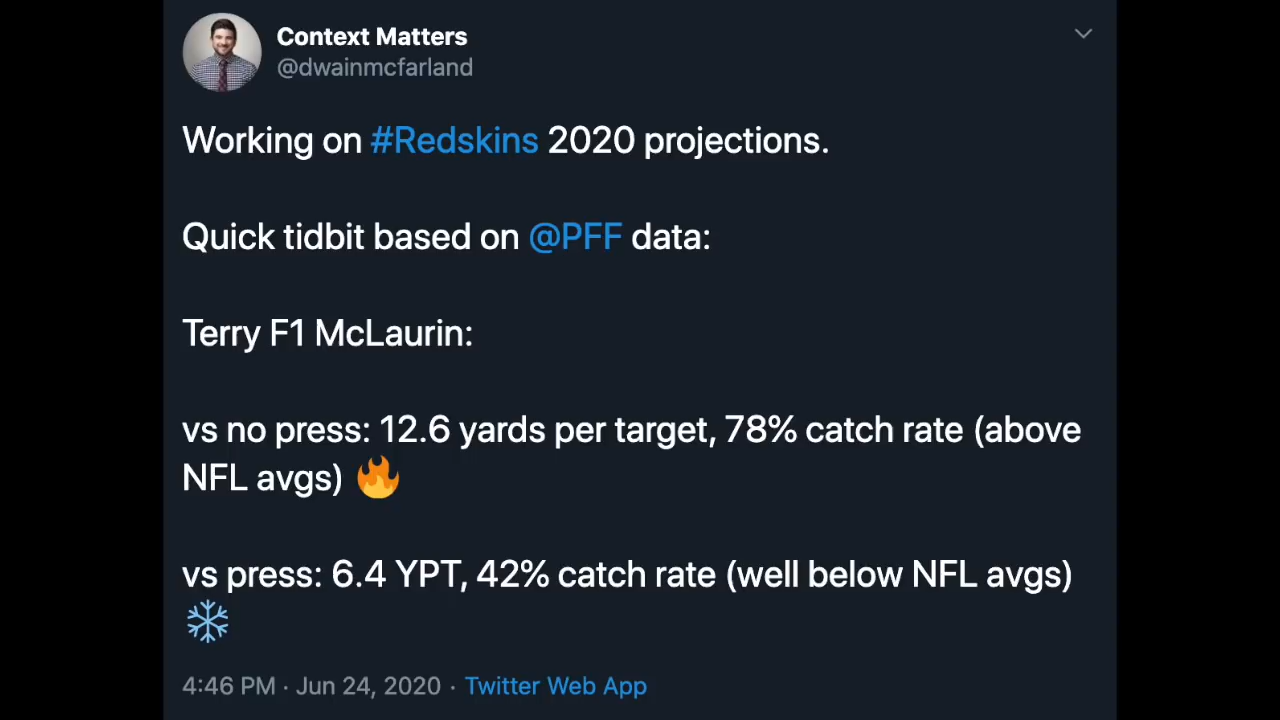 Context Matters
@dwainmcfarland
Working on #Redskins 2020 projections.
Quick tidbit based on @PFF data:
Terry F1 McLaurin:
vs no press: 12.6 yards per target, 78% catch rate (above
NFL avgs) 🔥
vs press: 6.4 YPT, 42% catch rate (well below NFL avgs)
❄️
4:46 PM · Jun 24, 2020 · Twitter Web App